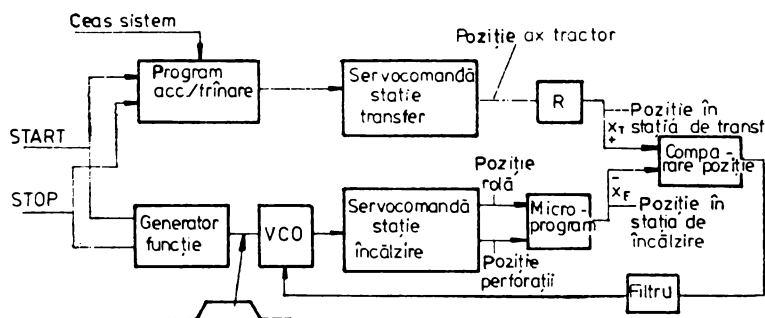 Ceas sistem
Program
acc./frînare
Servocomandă
stație
transfer
Poziție ax tractor
R
Poziție în
stația de transf
X_T
+
START
STOP
Compa-
rare poziție
-
X_F
Poziție în
stația de
încălzire
Generator
funcție
VCO
Servocomandă
stație
încălzire
Poziție
rolă
Micro-
program
Poziție
perforații
Filtru